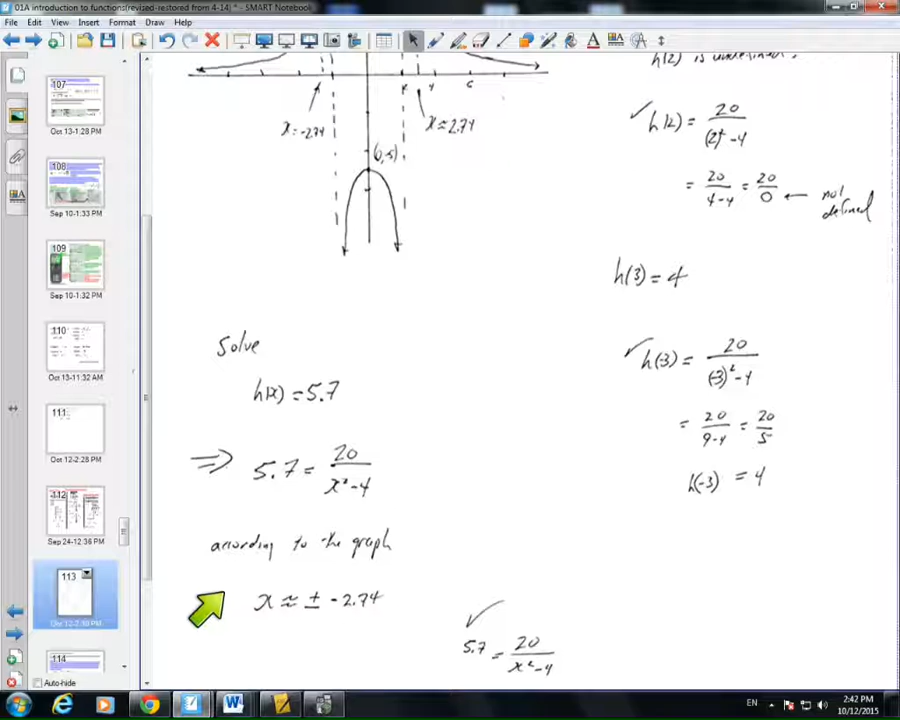 01A introduction to functions(revised-restored from 4-14) * - SMART Notebook
File Edit View Insert Format Tools Draw Help
107
Oct 13-1:28 PM
108
Sep 10-1:33 PM
109
Sep 10-1:32 PM
110
Oct 13-11:32 AM
111
Oct 12-2:28 PM
112
Sep 24-12:36 PM
113
114
Auto-hide
x=-2.74
x≈2.74
(0,-5)
Solve
h(x) = 5.7
⇒ 5.7 = 20/(x²-4)
according to the graph
x ≈ ± -2.74
✓ 5.7 = 20/(x²-4)
h(2) is undefined.
✓ h(2) = 20/((2)²-4)
= 20/(4-4) = 20/0 ← not defined
h(3) = 4
✓ h(-3) = 20/((-3)²-4)
= 20/(9-4) = 20/5
h(-3) = 4
EN
2:42 PM
10/12/2015